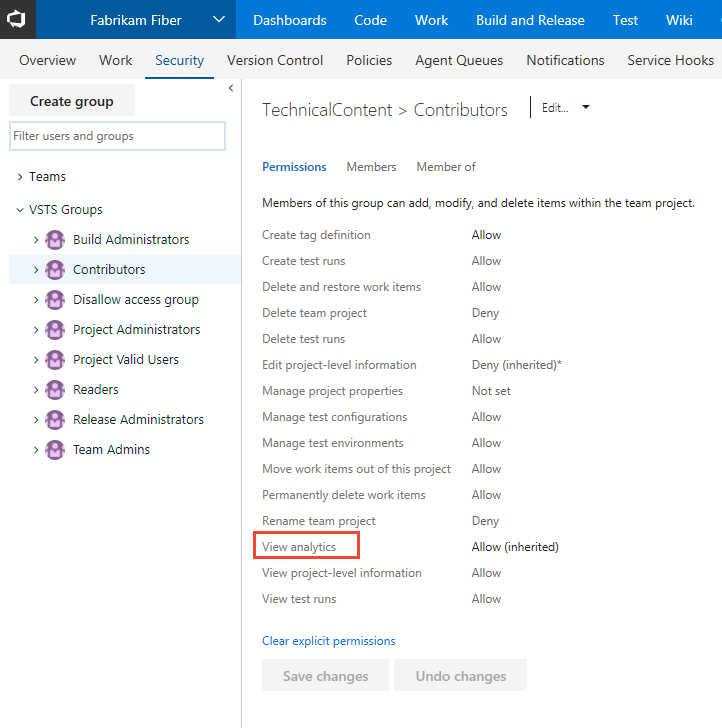 Fabrikam Fiber Dashboards Code Work Build and Release Test Wiki
Overview Work Security Version Control Policies Agent Queues Notifications Service Hooks
Create group
Filter users and groups
Teams
VSTS Groups
Build Administrators
Contributors
Disallow access group
Project Administrators
Project Valid Users
Readers
Release Administrators
Team Admins
TechnicalContent > Contributors Edit...
Permissions Members Member of
Members of this group can add, modify, and delete items within the team project.
Create tag definition Allow
Create test runs Allow
Delete and restore work items Allow
Delete team project Deny
Delete test runs Allow
Edit project-level information Deny (inherited)*
Manage project properties Not set
Manage test configurations Allow
Manage test environments Allow
Move work items out of this project Allow
Permanently delete work items Allow
Rename team project Deny
View analytics Allow (inherited)
View project-level information Allow
View test runs Allow
Clear explicit permissions
Save changes Undo changes